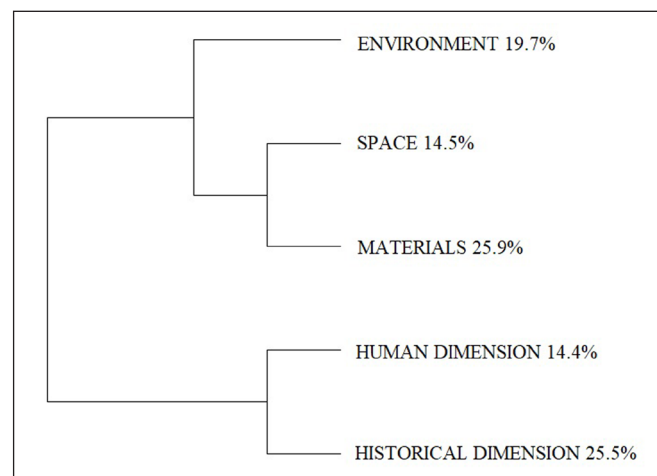 ENVIRONMENT 19.7%
SPACE 14.5%
MATERIALS 25.9%
HUMAN DIMENSION 14.4%
HISTORICAL DIMENSION 25.5%